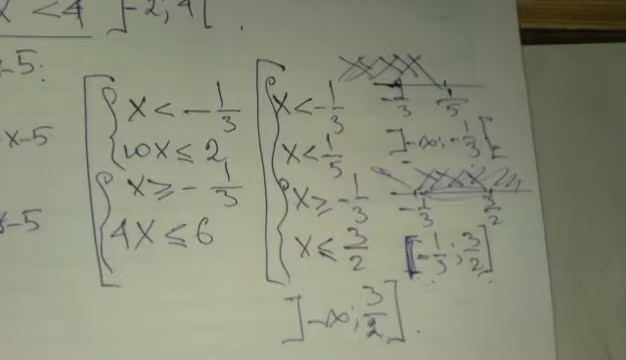 x < 4 ]-2; 4[.
x-5:
-x-5
x-5
x < -1/3
10x ≤ 2
x ≥ -1/3
4x ≤ 6
x < -1/3
x ≤ 1/5
x ≥ -1/3
x ≤ 3/2
-1/3 1/5
]-∞; -1/3[
-1/3 3/2
[-1/3; 3/2]
]-∞; 3/2].